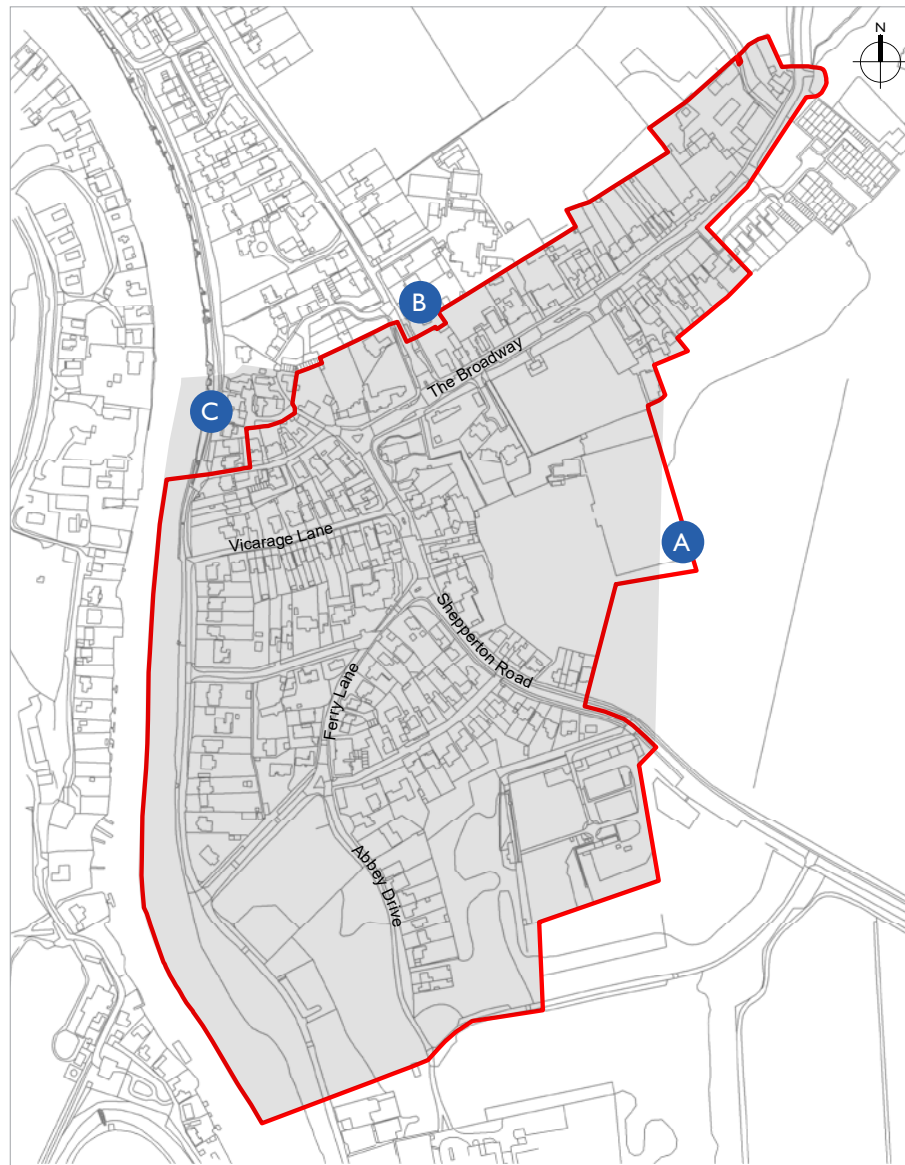 N
B
The Broadway
C
A
Vicarage Lane
Shepperton Road
Ferry Lane
Abbey Drive